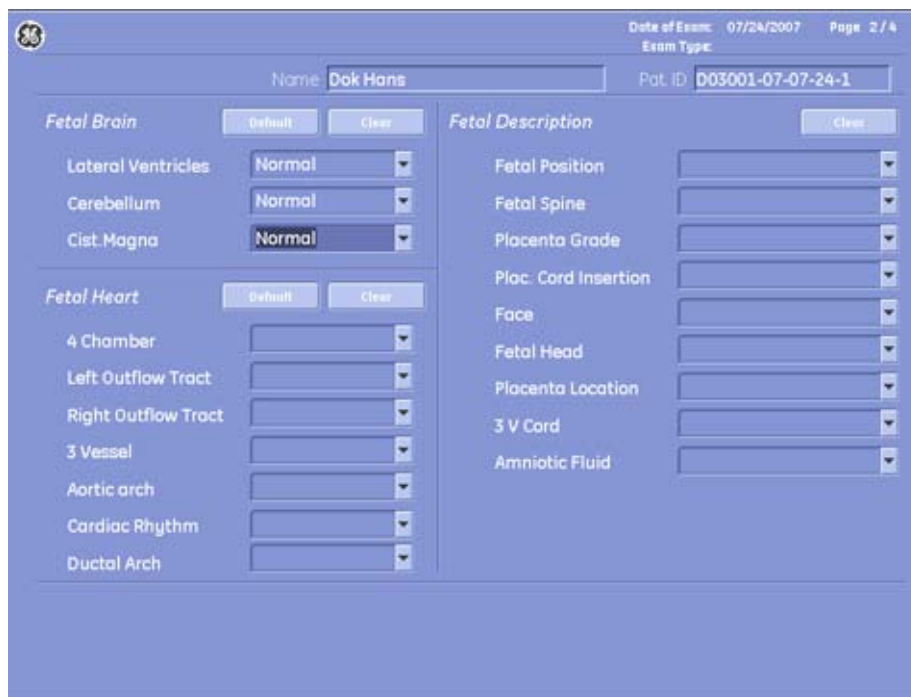 Date of Exam: 07/24/2007 Page 2/4
Exam Type:
Name Dok Hans Pat. ID D03001-07-07-24-1
Fetal Brain Default Clear
Lateral Ventricles Normal
Cerebellum Normal
Cist.Magna Normal
Fetal Heart Default Clear
4 Chamber
Left Outflow Tract
Right Outflow Tract
3 Vessel
Aortic arch
Cardiac Rhythm
Ductal Arch
Fetal Description Clear
Fetal Position
Fetal Spine
Placenta Grade
Plac. Cord Insertion
Face
Fetal Head
Placenta Location
3 V Cord
Amniotic Fluid